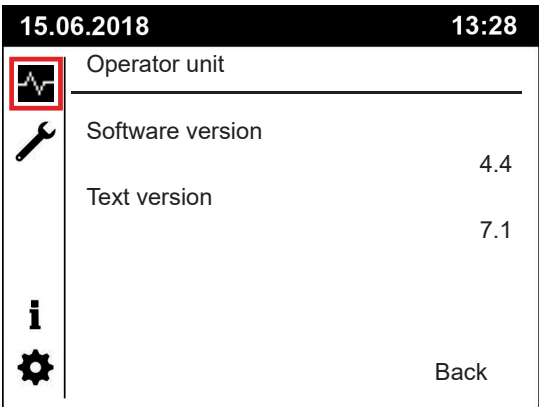 15.06.2018 13:28
Operator unit
Software version
4.4
Text version
7.1
Back